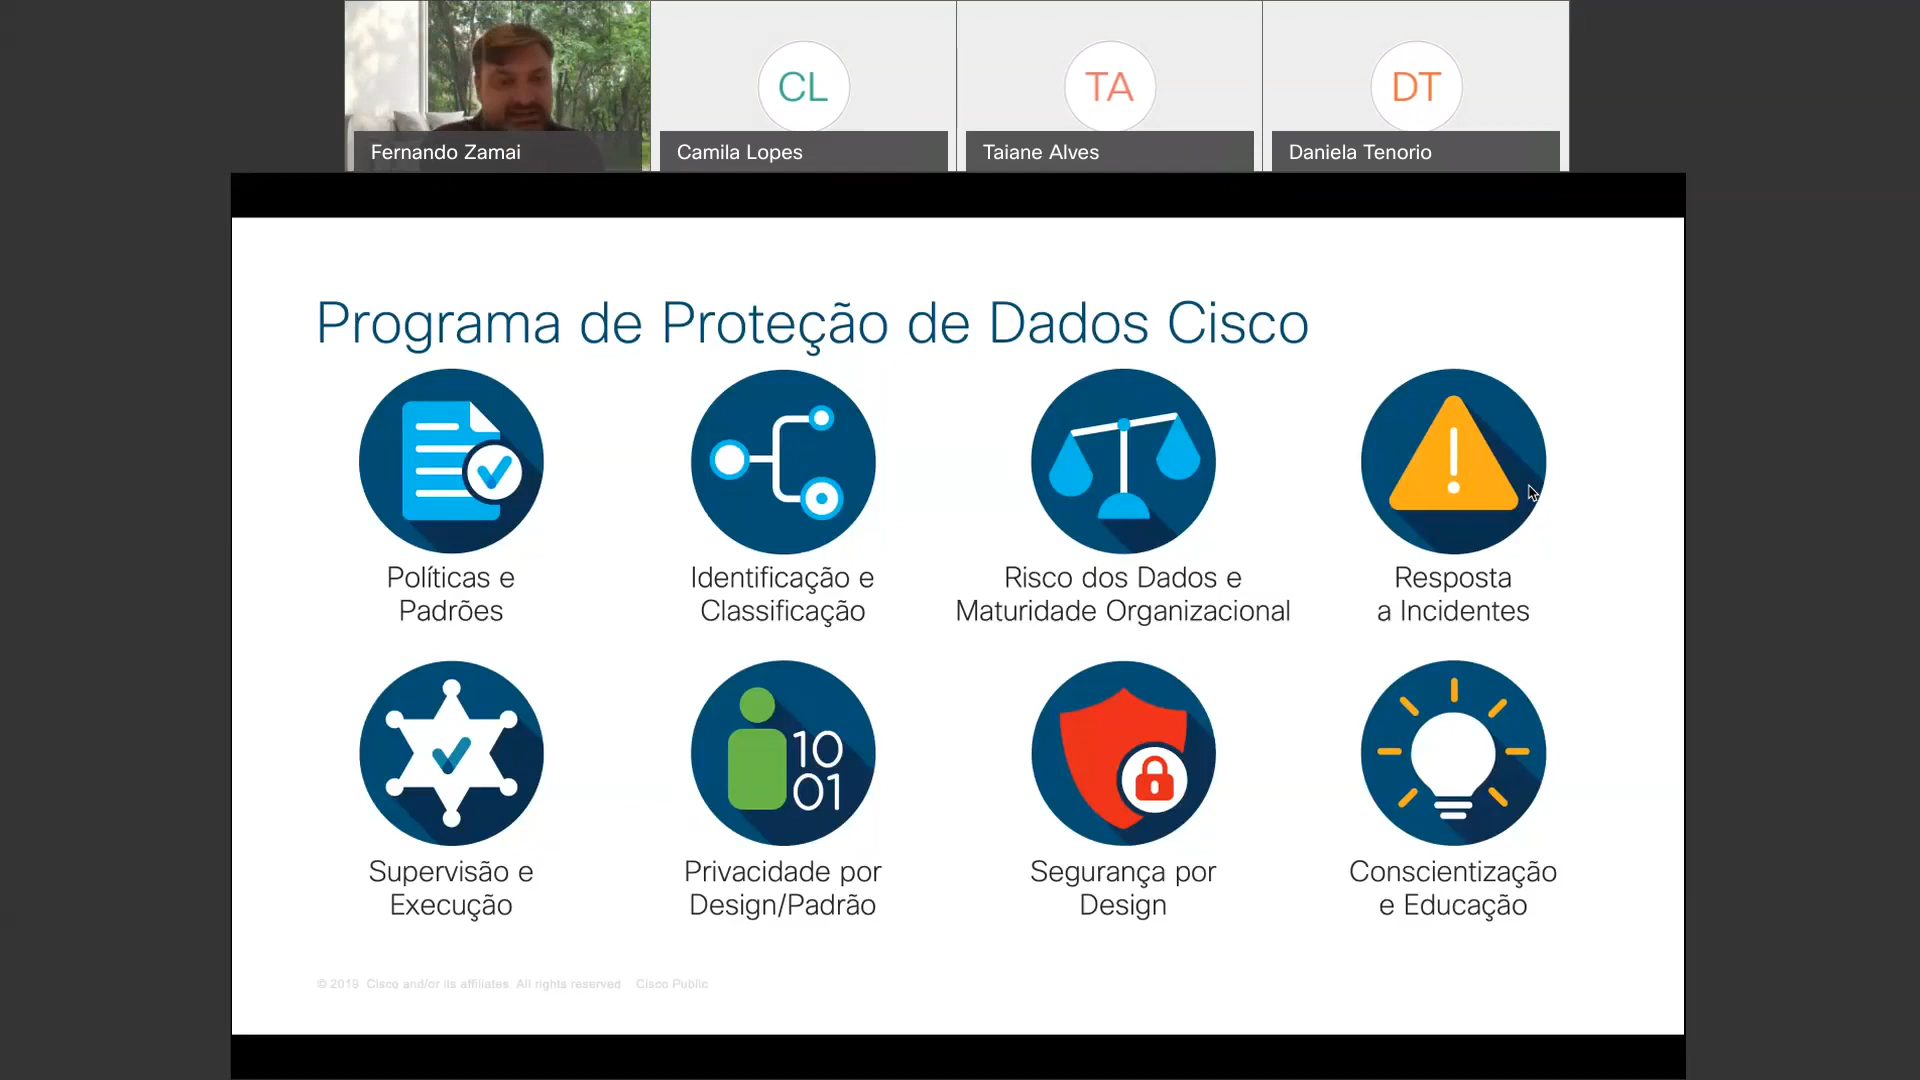 CL
TA
DT
Fernando Zamai
Camila Lopes
Taiane Alves
Daniela Tenorio
Programa de Proteção de Dados Cisco
Políticas e
Padrões
Identificação e
Classificação
Risco dos Dados e
Maturidade Organizacional
Resposta
a Incidentes
10
01
Supervisão e
Execução
Privacidade por
Design/Padrão
Segurança por
Design
Conscientização
e Educação
© 2019 Cisco and/or its affiliates. All rights reserved Cisco Public